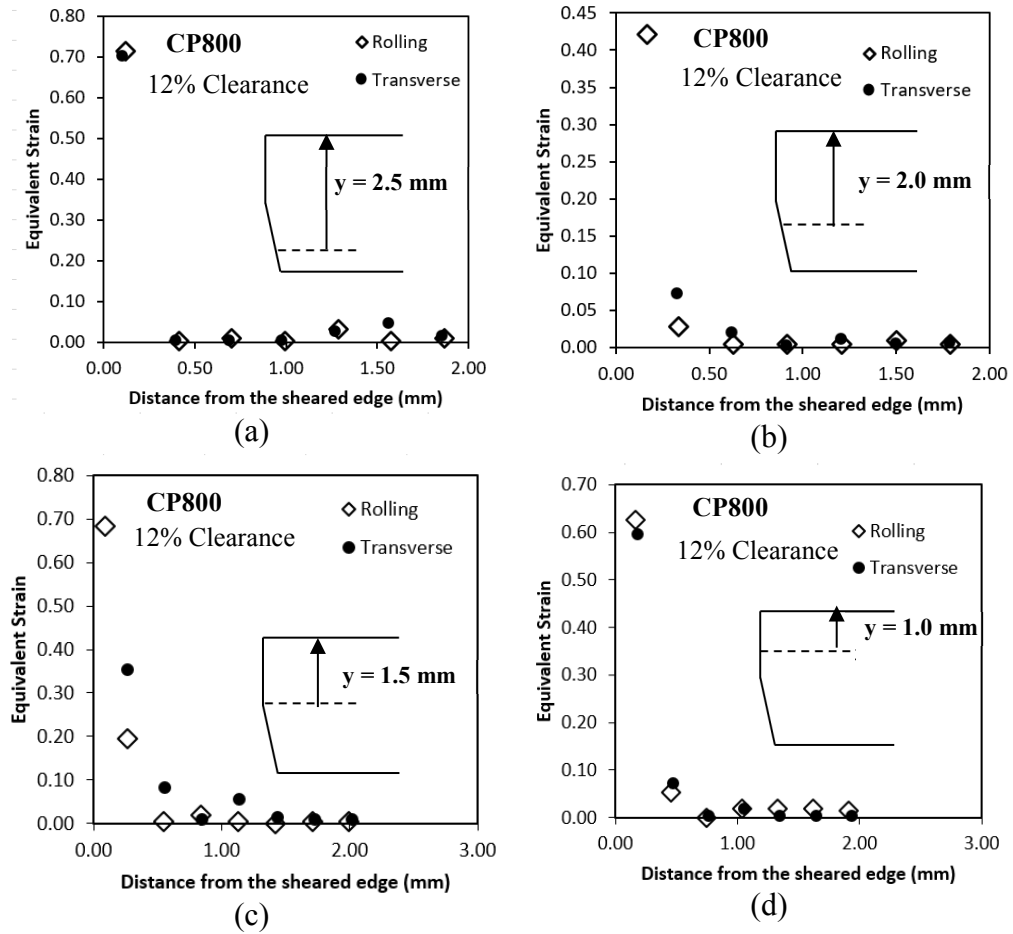 CP800
12% Clearance
Rolling
Transverse
y = 2.5 mm
Equivalent Strain
0.80
0.70
0.60
0.50
0.40
0.30
0.20
0.10
0.00
0.00 0.50 1.00 1.50 2.00
Distance from the sheared edge (mm)
(a)
CP800
12% Clearance
Rolling
Transverse
y = 2.0 mm
Equivalent Strain
0.45
0.40
0.35
0.30
0.25
0.20
0.15
0.10
0.05
0.00
0.00 0.50 1.00 1.50 2.00
Distance from the sheared edge (mm)
(b)
CP800
12% Clearance
Rolling
Transverse
y = 1.5 mm
Equivalent Strain
0.80
0.70
0.60
0.50
0.40
0.30
0.20
0.10
0.00
0.00 1.00 2.00 3.00
Distance from the sheared edge (mm)
(c)
CP800
12% Clearance
Rolling
Transverse
y = 1.0 mm
Equivalent Strain
0.70
0.60
0.50
0.40
0.30
0.20
0.10
0.00
0.00 1.00 2.00 3.00
Distance from the sheared edge (mm)
(d)